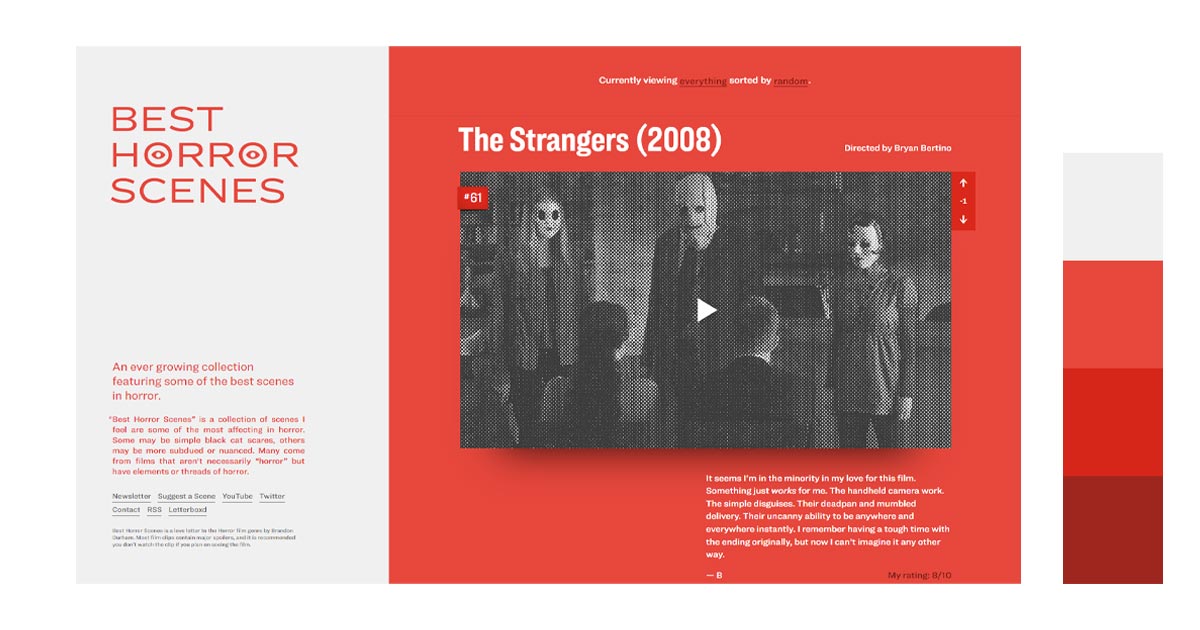 BEST
HORROR
SCENES
An ever growing collection
featuring some of the best scenes
in horror.
"Best Horror Scenes" is a collection of scenes I
feel are some of the most affecting in horror.
Some may be simple black cat scares, others
may be more subdued or nuanced. Many come
from films that aren't necessarily "horror" but
have elements or threads of horror.
Newsletter Suggest a Scene YouTube Twitter
Contact RSS Letterboxd
Best Horror Scenes is a love letter to the Horror film genre by Brandon
Durham. Most film clips contain major spoilers, and it is recommended
you don't watch the clip if you plan on seeing the film.
Currently viewing everything sorted by random.
The Strangers (2008)
Directed by Bryan Bertino
#61
-1
It seems I'm in the minority in my love for this film.
Something just works for me. The handheld camera work.
The simple disguises. Their deadpan and mumbled
delivery. Their uncanny ability to be anywhere and
everywhere instantly. I remember having a tough time with
the ending originally, but now I can't imagine it any other
way.
— B
My rating: 8/10